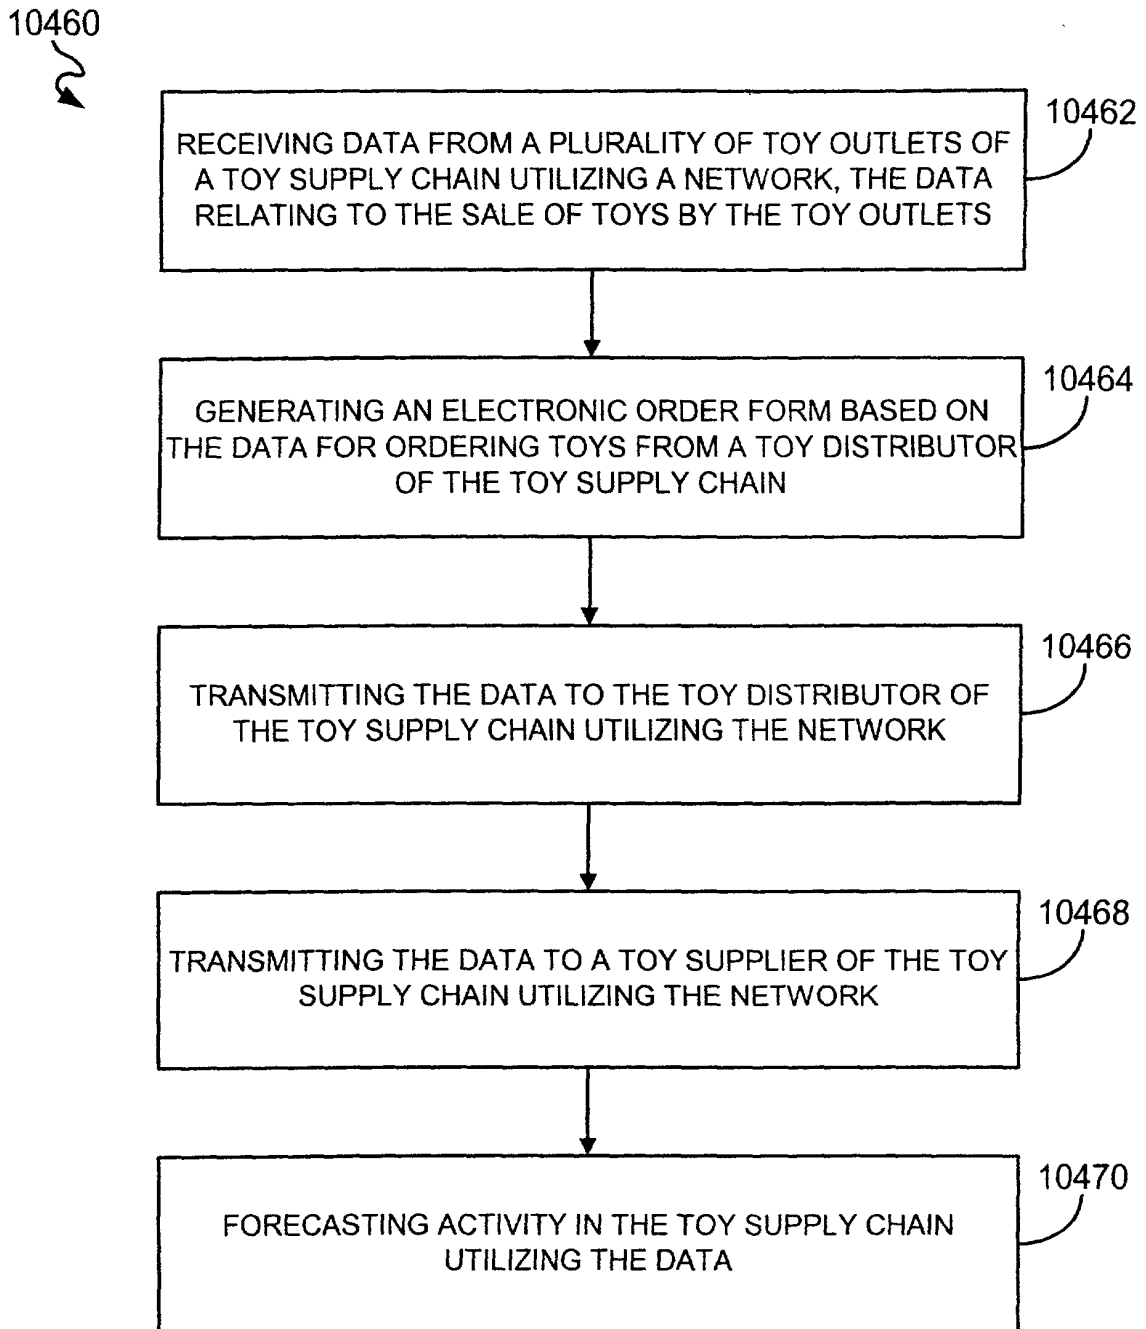 10460
RECEIVING DATA FROM A PLURALITY OF TOY OUTLETS OF
A TOY SUPPLY CHAIN UTILIZING A NETWORK, THE DATA
RELATING TO THE SALE OF TOYS BY THE TOY OUTLETS
10462
GENERATING AN ELECTRONIC ORDER FORM BASED ON
THE DATA FOR ORDERING TOYS FROM A TOY DISTRIBUTOR
OF THE TOY SUPPLY CHAIN
10464
TRANSMITTING THE DATA TO THE TOY DISTRIBUTOR OF
THE TOY SUPPLY CHAIN UTILIZING THE NETWORK
10466
TRANSMITTING THE DATA TO A TOY SUPPLIER OF THE TOY
SUPPLY CHAIN UTILIZING THE NETWORK
10468
FORECASTING ACTIVITY IN THE TOY SUPPLY CHAIN
UTILIZING THE DATA
10470